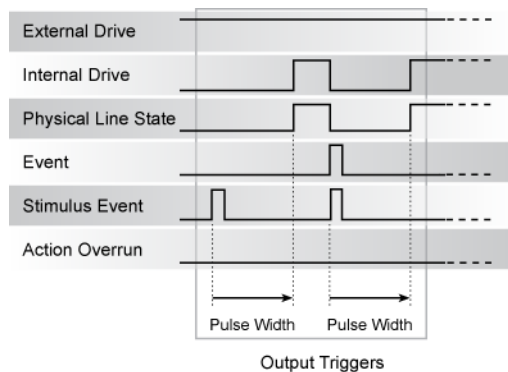 External Drive
Internal Drive
Physical Line State
Event
Stimulus Event
Action Overrun
Pulse Width Pulse Width
Output Triggers